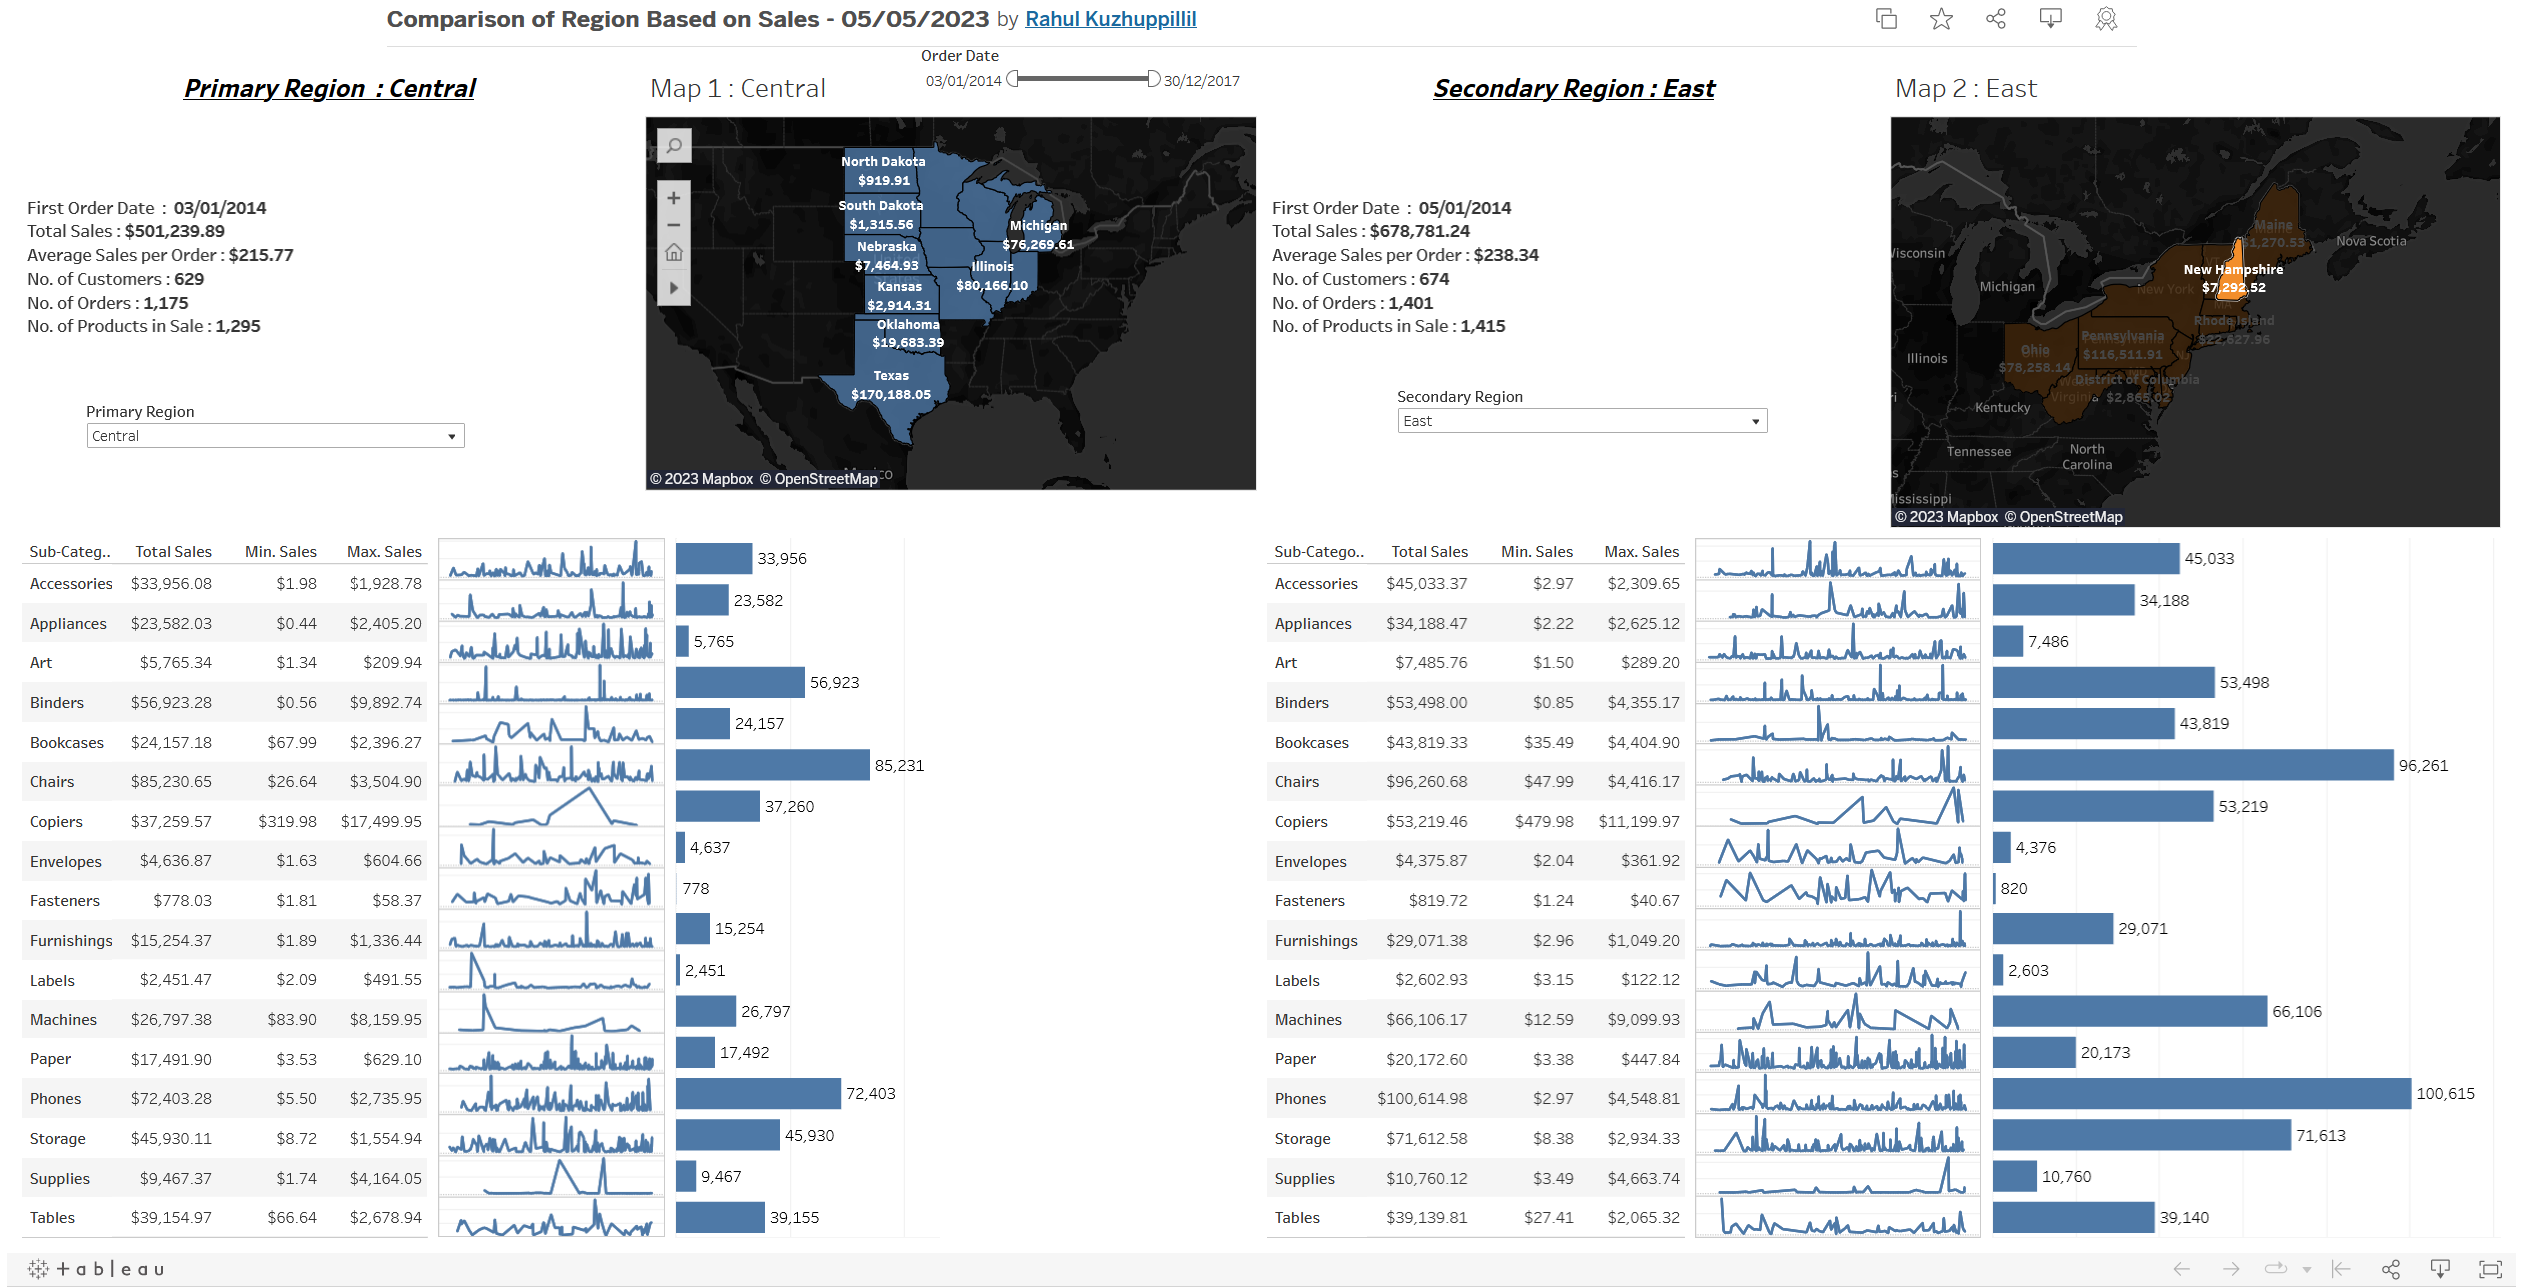 Comparison of Region Based on Sales - 05/05/2023 by Rahul Kuzhuppillil
Order Date
03/01/2014 30/12/2017
Primary Region : Central
Map 1 : Central
First Order Date : 03/01/2014
Total Sales : $501,239.89
Average Sales per Order : $215.77
No. of Customers : 629
No. of Orders : 1,175
No. of Products in Sale : 1,295
Primary Region
Central
North Dakota
$919.91
South Dakota
$1,315.56
Nebraska
$7,464.93
Kansas
$2,914.31
Oklahoma
$19,683.39
Texas
$170,188.05
Michigan
$76,269.61
Illinois
$80,166.10
© 2023 Mapbox © OpenStreetMap
Secondary Region : East
Map 2 : East
First Order Date : 05/01/2014
Total Sales : $678,781.24
Average Sales per Order : $238.34
No. of Customers : 674
No. of Orders : 1,401
No. of Products in Sale : 1,415
Secondary Region
East
Maine
$1,270.53
Nova Scotia
New Hampshire
$7,292.52
New York
MA
Rhode Island
$22,627.96
Pennsylvania
$116,511.91
Ohio
$78,258.14
District of Columbia
$2,865.02
Virginia
Michigan
Illinois
Kentucky
Tennessee
North
Carolina
© 2023 Mapbox © OpenStreetMap
Sub-Categ.. Total Sales Min. Sales Max. Sales
Accessories $33,956.08 $1.98 $1,928.78
Appliances $23,582.03 $0.44 $2,405.20
Art $5,765.34 $1.34 $209.94
Binders $56,923.28 $0.56 $9,892.74
Bookcases $24,157.18 $67.99 $2,396.27
Chairs $85,230.65 $26.64 $3,504.90
Copiers $37,259.57 $319.98 $17,499.95
Envelopes $4,636.87 $1.63 $604.66
Fasteners $778.03 $1.81 $58.37
Furnishings $15,254.37 $1.89 $1,336.44
Labels $2,451.47 $2.09 $491.55
Machines $26,797.38 $83.90 $8,159.95
Paper $17,491.90 $3.53 $629.10
Phones $72,403.28 $5.50 $2,735.95
Storage $45,930.11 $8.72 $1,554.94
Supplies $9,467.37 $1.74 $4,164.05
Tables $39,154.97 $66.64 $2,678.94
33,956
23,582
5,765
56,923
24,157
85,231
37,260
4,637
778
15,254
2,451
26,797
17,492
72,403
45,930
9,467
39,155
Sub-Catego.. Total Sales Min. Sales Max. Sales
Accessories $45,033.37 $2.97 $2,309.65
Appliances $34,188.47 $2.22 $2,625.12
Art $7,485.76 $1.50 $289.20
Binders $53,498.00 $0.85 $4,355.17
Bookcases $43,819.33 $35.49 $4,404.90
Chairs $96,260.68 $47.99 $4,416.17
Copiers $53,219.46 $479.98 $11,199.97
Envelopes $4,375.87 $2.04 $361.92
Fasteners $819.72 $1.24 $40.67
Furnishings $29,071.38 $2.96 $1,049.20
Labels $2,602.93 $3.15 $122.12
Machines $66,106.17 $12.59 $9,099.93
Paper $20,172.60 $3.38 $447.84
Phones $100,614.98 $2.97 $4,548.81
Storage $71,612.58 $8.38 $2,934.33
Supplies $10,760.12 $3.49 $4,663.74
Tables $39,139.81 $27.41 $2,065.32
45,033
34,188
7,486
53,498
43,819
96,261
53,219
4,376
820
29,071
2,603
66,106
20,173
100,615
71,613
10,760
39,140
+ableau